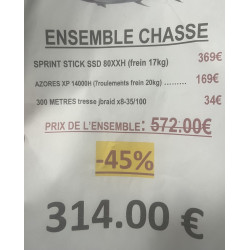 ENSEMBLE CHASSE
SPRINT STICK SSD 80XXH (frein 17kg) 369€
AZORES XP 14000H (7roulements frein 20kg) ......... 169€
300 METRES tresse jbraid x8-35/100 34€
PRIX DE L'ENSEMBLE: 572.00€
-45%
314.00 €